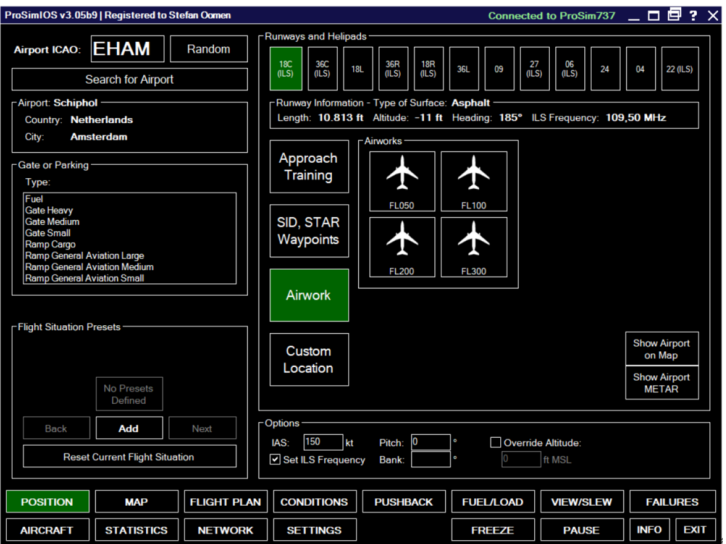 ProSimIOS v3.05b9 | Registered to Stefan Oomen
Connected to ProSim737
Airport ICAO: EHAM Random
Search for Airport
Airport: Schiphol
Country: Netherlands
City: Amsterdam
Gate or Parking
Type:
Fuel
Gate Heavy
Gate Medium
Gate Small
Ramp Cargo
Ramp General Aviation Large
Ramp General Aviation Medium
Ramp General Aviation Small
Flight Situation Presets
No Presets
Defined
Back Add Next
Reset Current Flight Situation
Runways and Helipads
18C (ILS)
36C (ILS)
18L
36R (ILS)
18R (ILS)
36L
09
27 (ILS)
06 (ILS)
24
04
22 (ILS)
Runway Information - Type of Surface: Asphalt
Length: 10.813 ft Altitude: -11 ft Heading: 185° ILS Frequency: 109,50 MHz
Approach
Training
SID, STAR
Waypoints
Airwork
Custom
Location
Airworks
FL050 FL100
FL200 FL300
Show Airport
on Map
Show Airport
METAR
Options
IAS: 150 kt Pitch: 0 ° Override Altitude:
Set ILS Frequency Bank: ° 0 ft MSL
POSITION MAP FLIGHT PLAN CONDITIONS PUSHBACK FUEL/LOAD VIEW/SLEW FAILURES
AIRCRAFT STATISTICS NETWORK SETTINGS FREEZE PAUSE INFO EXIT